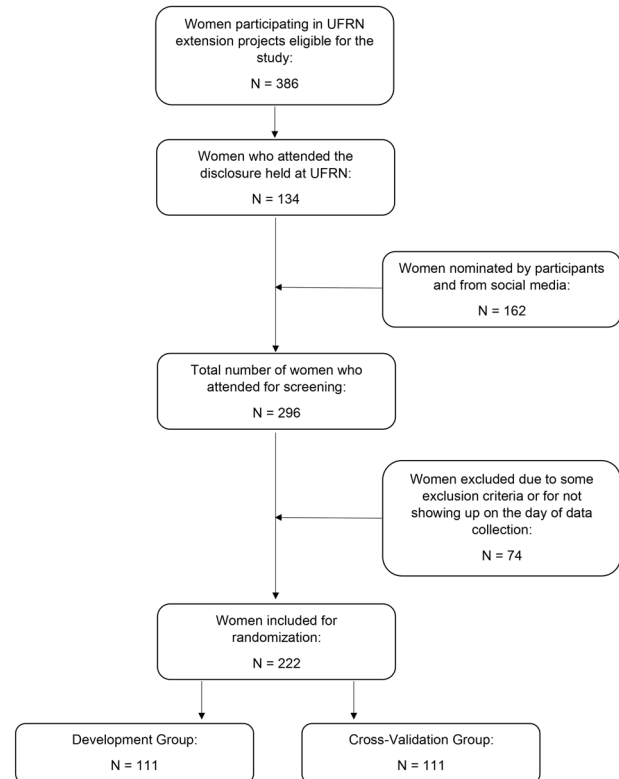 Women participating in UFRN
extension projects eligible for the
study:
N = 386
Women who attended the
disclosure held at UFRN:
N = 134
Women nominated by participants
and from social media:
N = 162
Total number of women who
attended for screening:
N = 296
Women excluded due to some
exclusion criteria or for not
showing up on the day of data
collection:
N = 74
Women included for
randomization:
N = 222
Development Group:
N = 111
Cross-Validation Group:
N = 111